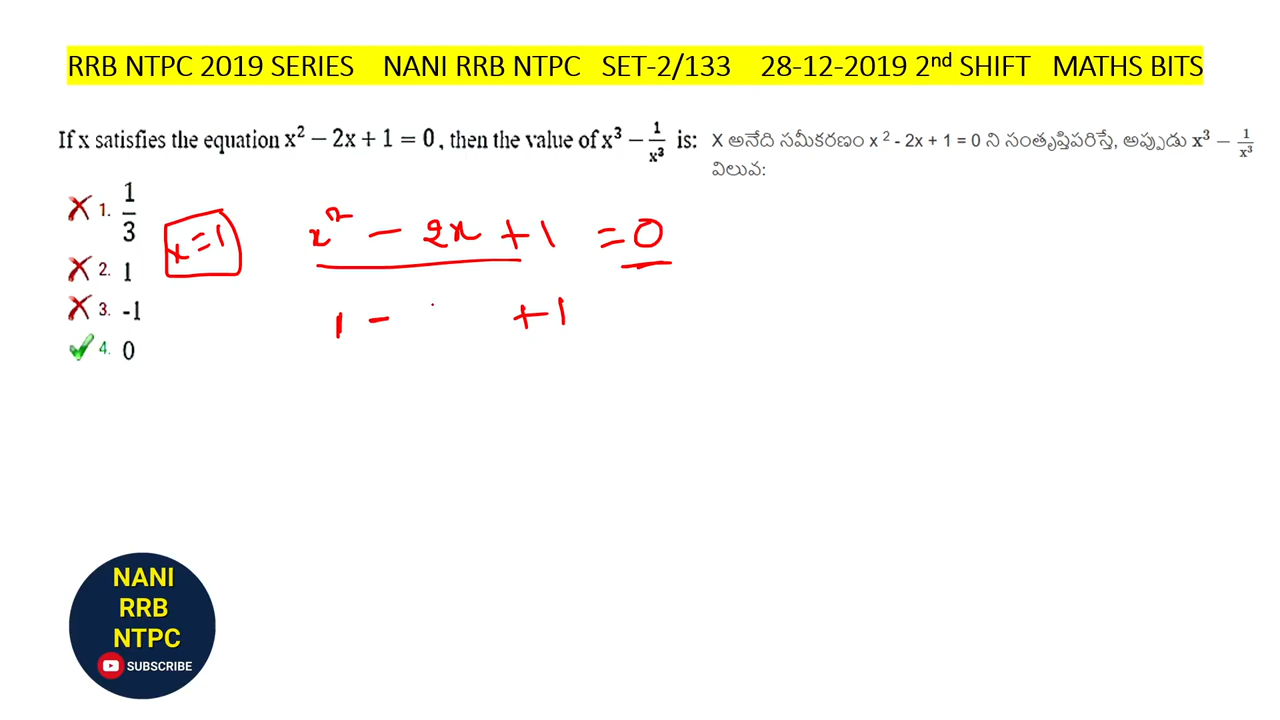 RRB NTPC 2019 SERIES NANI RRB NTPC SET-2/133 28-12-2019 2nd SHIFT MATHS BITS
If x satisfies the equation x² − 2x + 1 = 0, then the value of x³ − 1/x³ is:
X అనేది సమీకరణం x 2 - 2x + 1 = 0 ని సంతృప్తిపరిస్తే, అప్పుడు x³ − 1/x³
విలువ:
1. 1/3
2. 1
3. -1
4. 0
x=1
x² − 2x + 1 = 0
1 − +1
NANI
RRB
NTPC
SUBSCRIBE